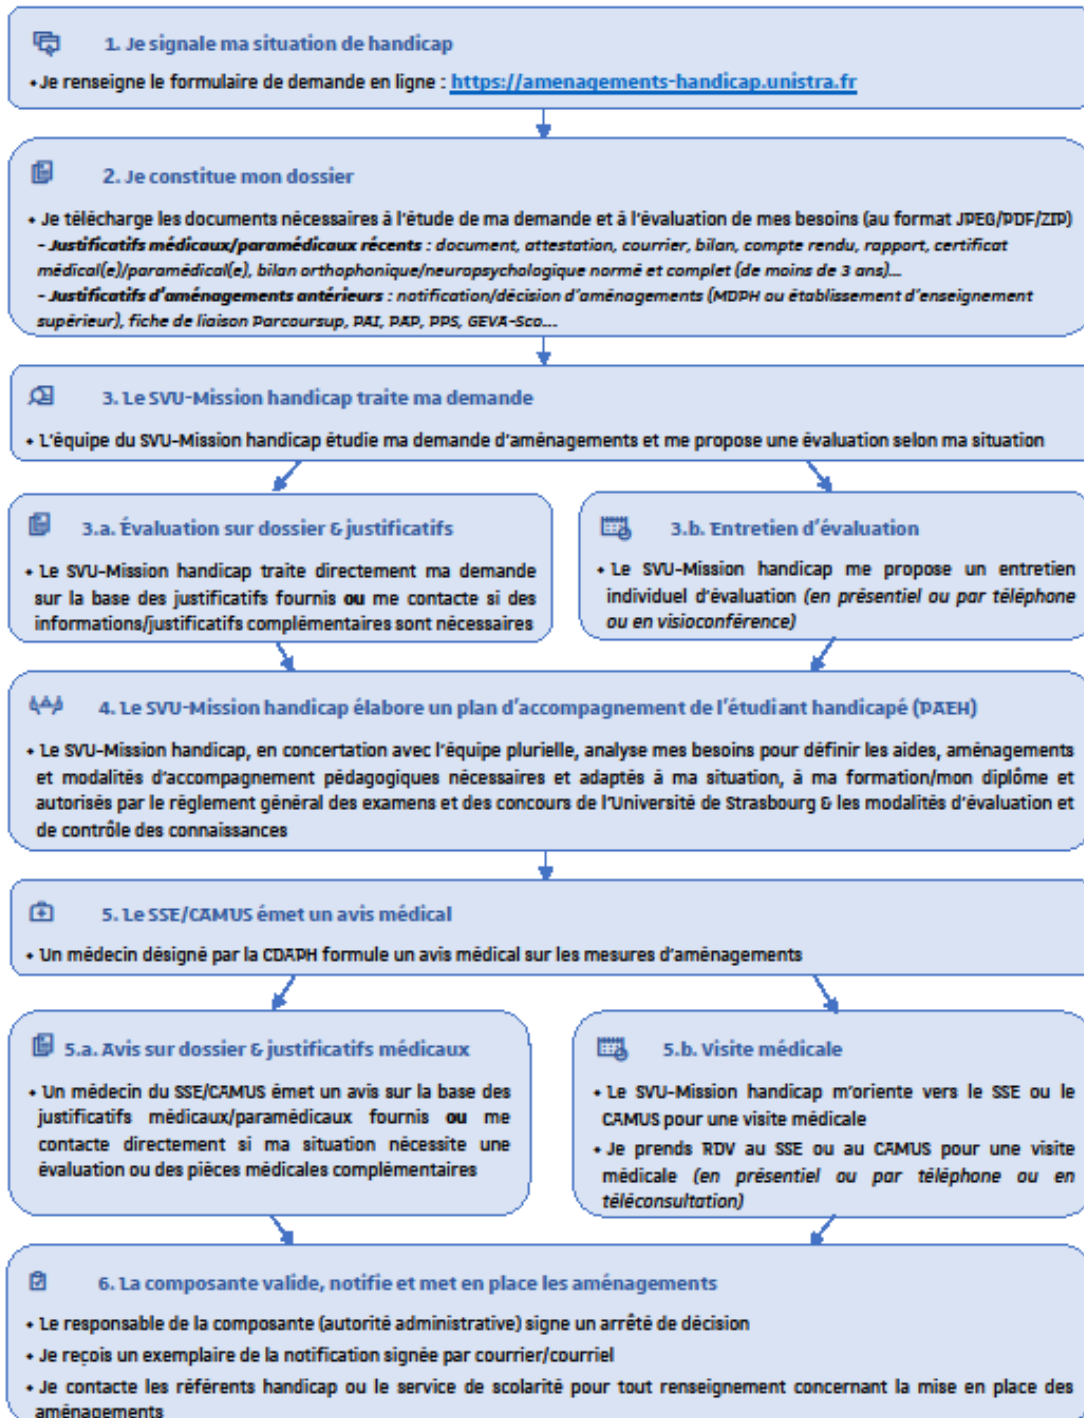 1. Je signale ma situation de handicap
• Je renseigne le formulaire de demande en ligne : https://amenagements-handicap.unistra.fr
2. Je constitue mon dossier
• Je télécharge les documents nécessaires à l'étude de ma demande et à l'évaluation de mes besoins (au format JPEG/PDF/ZIP)
- Justificatifs médicaux/paramédicaux récents : document, attestation, courrier, bilan, compte rendu, rapport, certificat
médical(e)/paramédical(e), bilan orthophonique/neuropsychologique normé et complet (de moins de 3 ans)...
- Justificatifs d'aménagements antérieurs : notification/décision d'aménagements (MDPH ou établissement d'enseignement
supérieur), fiche de liaison Parcoursup, PAI, PAP, PPS, GEVA-Sco...
3. Le SVU-Mission handicap traite ma demande
• L'équipe du SVU-Mission handicap étudie ma demande d'aménagements et me propose une évaluation selon ma situation
3.a. Évaluation sur dossier & justificatifs
• Le SVU-Mission handicap traite directement ma demande
sur la base des justificatifs fournis ou me contacte si des
informations/justificatifs complémentaires sont nécessaires
3.b. Entretien d'évaluation
• Le SVU-Mission handicap me propose un entretien
individuel d'évaluation (en présentiel ou par téléphone
ou en visioconférence)
4. Le SVU-Mission handicap élabore un plan d'accompagnement de l'étudiant handicapé (PAEH)
• Le SVU-Mission handicap, en concertation avec l'équipe plurielle, analyse mes besoins pour définir les aides, aménagements
et modalités d'accompagnement pédagogiques nécessaires et adaptés à ma situation, à ma formation/mon diplôme et
autorisés par le règlement général des examens et des concours de l'Université de Strasbourg & les modalités d'évaluation et
de contrôle des connaissances
5. Le SSE/CAMUS émet un avis médical
• Un médecin désigné par la CDAPH formule un avis médical sur les mesures d'aménagements
5.a. Avis sur dossier & justificatifs médicaux
• Un médecin du SSE/CAMUS émet un avis sur la base des
justificatifs médicaux/paramédicaux fournis ou me
contacte directement si ma situation nécessite une
évaluation ou des pièces médicales complémentaires
5.b. Visite médicale
• Le SVU-Mission handicap m'oriente vers le SSE ou le
CAMUS pour une visite médicale
• Je prends RDV au SSE ou au CAMUS pour une visite
médicale (en présentiel ou par téléphone ou en
téléconsultation)
6. La composante valide, notifie et met en place les aménagements
• Le responsable de la composante (autorité administrative) signe un arrêté de décision
• Je reçois un exemplaire de la notification signée par courrier/courriel
• Je contacte les référents handicap ou le service de scolarité pour tout renseignement concernant la mise en place des
aménagements